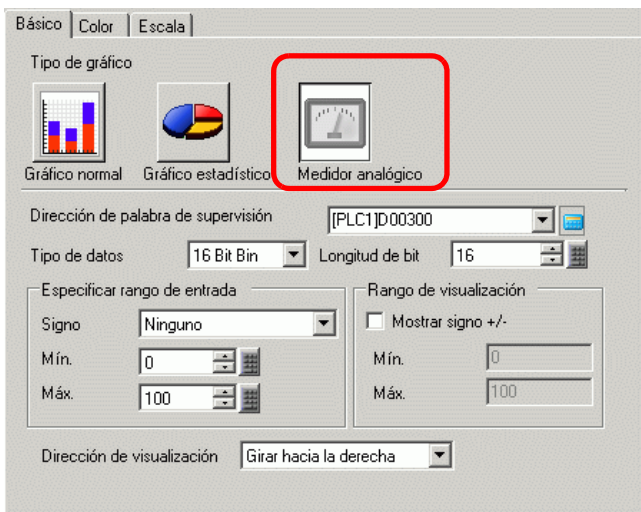 Básico Color Escala
Tipo de gráfico
Gráfico normal Gráfico estadístico Medidor analógico
Dirección de palabra de supervisión [PLC1]D00300
Tipo de datos 16 Bit Bin Longitud de bit 16
Especificar rango de entrada Rango de visualización
Signo Ninguno Mostrar signo +/-
Mín. 0 Mín. 0
Máx. 100 Máx. 100
Dirección de visualización Girar hacia la derecha